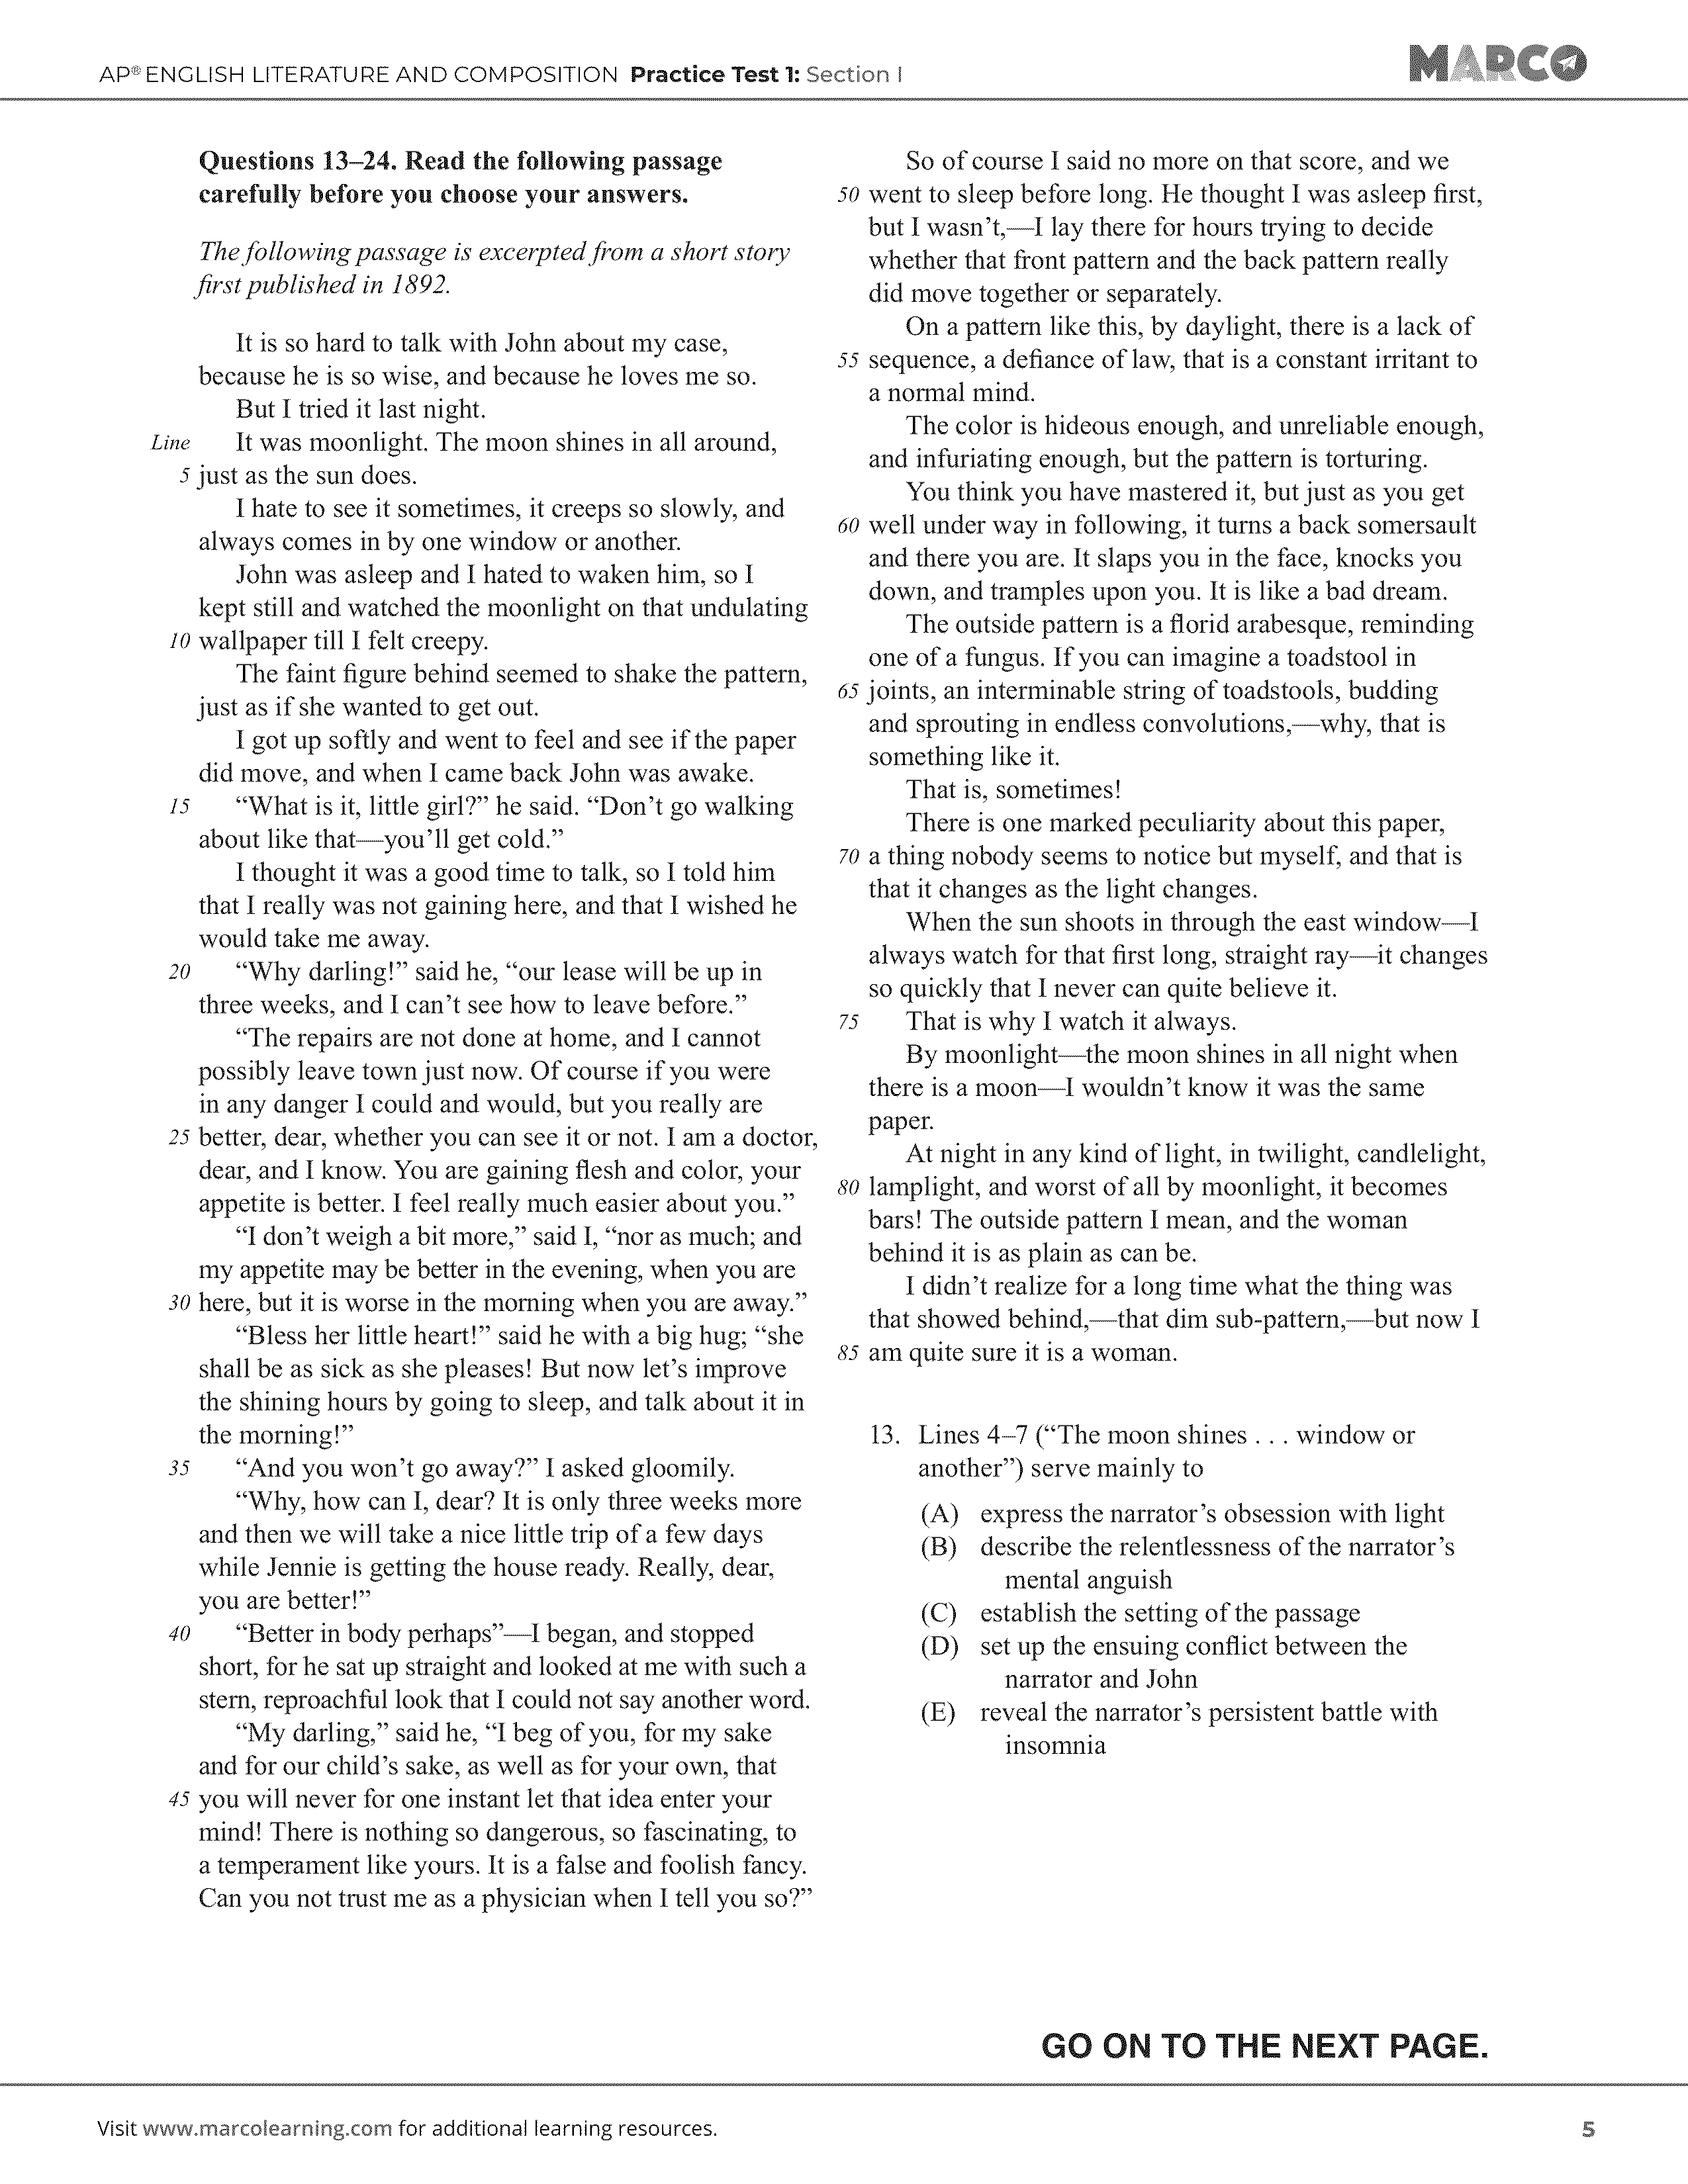 AP® ENGLISH LITERATURE AND COMPOSITION Practice Test 1: Section I
MARCO
Questions 13–24. Read the following passage
carefully before you choose your answers.
The following passage is excerpted from a short story
first published in 1892.
It is so hard to talk with John about my case,
because he is so wise, and because he loves me so.
But I tried it last night.
Line It was moonlight. The moon shines in all around,
5 just as the sun does.
I hate to see it sometimes, it creeps so slowly, and
always comes in by one window or another.
John was asleep and I hated to waken him, so I
kept still and watched the moonlight on that undulating
10 wallpaper till I felt creepy.
The faint figure behind seemed to shake the pattern,
just as if she wanted to get out.
I got up softly and went to feel and see if the paper
did move, and when I came back John was awake.
15 “What is it, little girl?” he said. “Don’t go walking
about like that—you’ll get cold.”
I thought it was a good time to talk, so I told him
that I really was not gaining here, and that I wished he
would take me away.
20 “Why darling!” said he, “our lease will be up in
three weeks, and I can’t see how to leave before.”
“The repairs are not done at home, and I cannot
possibly leave town just now. Of course if you were
in any danger I could and would, but you really are
25 better, dear, whether you can see it or not. I am a doctor,
dear, and I know. You are gaining flesh and color, your
appetite is better. I feel really much easier about you.”
“I don’t weigh a bit more,” said I, “nor as much; and
my appetite may be better in the evening, when you are
30 here, but it is worse in the morning when you are away.”
“Bless her little heart!” said he with a big hug; “she
shall be as sick as she pleases! But now let’s improve
the shining hours by going to sleep, and talk about it in
the morning!”
35 “And you won’t go away?” I asked gloomily.
“Why, how can I, dear? It is only three weeks more
and then we will take a nice little trip of a few days
while Jennie is getting the house ready. Really, dear,
you are better!”
40 “Better in body perhaps”—I began, and stopped
short, for he sat up straight and looked at me with such a
stern, reproachful look that I could not say another word.
“My darling,” said he, “I beg of you, for my sake
and for our child’s sake, as well as for your own, that
45 you will never for one instant let that idea enter your
mind! There is nothing so dangerous, so fascinating, to
a temperament like yours. It is a false and foolish fancy.
Can you not trust me as a physician when I tell you so?”
So of course I said no more on that score, and we
50 went to sleep before long. He thought I was asleep first,
but I wasn’t,—I lay there for hours trying to decide
whether that front pattern and the back pattern really
did move together or separately.
On a pattern like this, by daylight, there is a lack of
55 sequence, a defiance of law, that is a constant irritant to
a normal mind.
The color is hideous enough, and unreliable enough,
and infuriating enough, but the pattern is torturing.
You think you have mastered it, but just as you get
60 well under way in following, it turns a back somersault
and there you are. It slaps you in the face, knocks you
down, and tramples upon you. It is like a bad dream.
The outside pattern is a florid arabesque, reminding
one of a fungus. If you can imagine a toadstool in
65 joints, an interminable string of toadstools, budding
and sprouting in endless convolutions,—why, that is
something like it.
That is, sometimes!
There is one marked peculiarity about this paper,
70 a thing nobody seems to notice but myself, and that is
that it changes as the light changes.
When the sun shoots in through the east window—I
always watch for that first long, straight ray—it changes
so quickly that I never can quite believe it.
75 That is why I watch it always.
By moonlight—the moon shines in all night when
there is a moon—I wouldn’t know it was the same
paper.
At night in any kind of light, in twilight, candlelight,
80 lamplight, and worst of all by moonlight, it becomes
bars! The outside pattern I mean, and the woman
behind it is as plain as can be.
I didn’t realize for a long time what the thing was
that showed behind,—that dim sub-pattern,—but now I
85 am quite sure it is a woman.
13. Lines 4–7 (“The moon shines . . . window or
another”) serve mainly to
(A) express the narrator’s obsession with light
(B) describe the relentlessness of the narrator’s
mental anguish
(C) establish the setting of the passage
(D) set up the ensuing conflict between the
narrator and John
(E) reveal the narrator’s persistent battle with
insomnia
GO ON TO THE NEXT PAGE.
Visit www.marcolearning.com for additional learning resources.
5